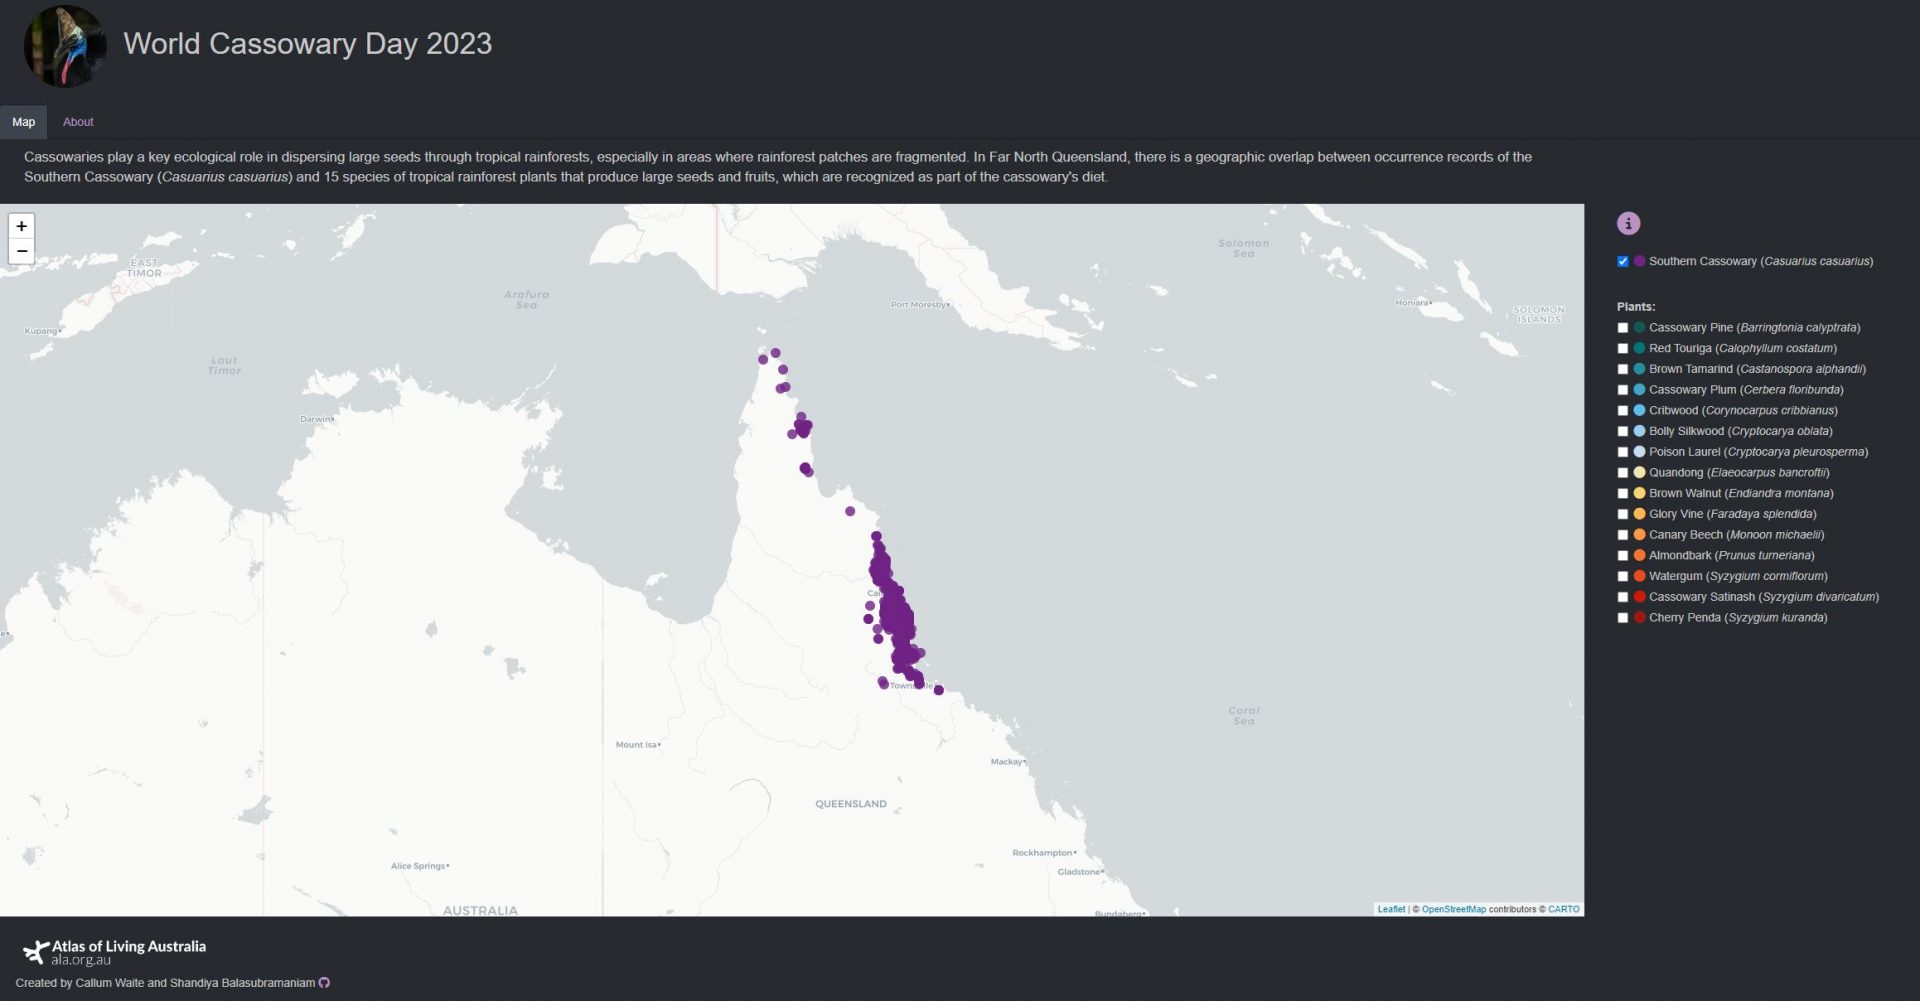 World Cassowary Day 2023
Map
About
Cassowaries play a key ecological role in dispersing large seeds through tropical rainforests, especially in areas where rainforest patches are fragmented. In Far North Queensland, there is a geographic overlap between occurrence records of the
Southern Cassowary (Casuarius casuarius) and 15 species of tropical rainforest plants that produce large seeds and fruits, which are recognized as part of the cassowary's diet.
+
−
EAST
TIMOR
Kupang
Laut
Timor
Arafura
Sea
Darwin
Port Moresby
Solomon
Sea
Honiara
SOLOMON
ISLANDS
Mount Isa
Mackay
Coral
Sea
QUEENSLAND
Rockhampton
Gladstone
Alice Springs
AUSTRALIA
Bundaberg
Leaflet | © OpenStreetMap contributors © CARTO
i
Southern Cassowary (Casuarius casuarius)
Plants:
Cassowary Pine (Barringtonia calyptrata)
Red Touriga (Calophyllum costatum)
Brown Tamarind (Castanospora alphandii)
Cassowary Plum (Cerbera floribunda)
Cribwood (Corynocarpus cribbianus)
Bolly Silkwood (Cryptocarya oblata)
Poison Laurel (Cryptocarya pleurosperma)
Quandong (Elaeocarpus bancroftii)
Brown Walnut (Endiandra montana)
Glory Vine (Faradaya splendida)
Canary Beech (Monoon michaelii)
Almondbark (Prunus turneriana)
Watergum (Syzygium cormiflorum)
Cassowary Satinash (Syzygium divaricatum)
Cherry Penda (Syzygium kuranda)
Atlas of Living Australia
ala.org.au
Created by Callum Waite and Shandiya Balasubramaniam